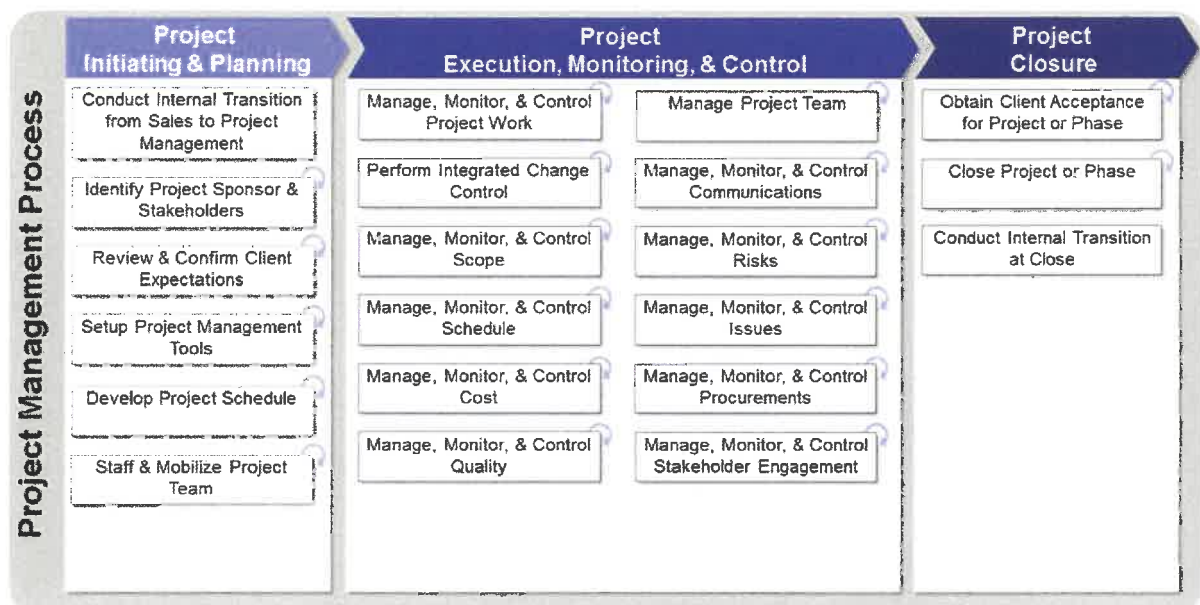 Project Management Process
Project
Initiating & Planning
Conduct Internal Transition
from Sales to Project
Management
Identify Project Sponsor &
Stakeholders
Review & Confirm Client
Expectations
Setup Project Management
Tools
Develop Project Schedule
Staff & Mobilize Project
Team
Project
Execution, Monitoring, & Control
Manage, Monitor, & Control
Project Work
Perform Integrated Change
Control
Manage, Monitor, & Control
Scope
Manage, Monitor, & Control
Schedule
Manage, Monitor, & Control
Cost
Manage, Monitor, & Control
Quality
Manage Project Team
Manage, Monitor, & Control
Communications
Manage, Monitor, & Control
Risks
Manage, Monitor, & Control
Issues
Manage, Monitor, & Control
Procurements
Manage, Monitor, & Control
Stakeholder Engagement
Project
Closure
Obtain Client Acceptance
for Project or Phase
Close Project or Phase
Conduct Internal Transition
at Close